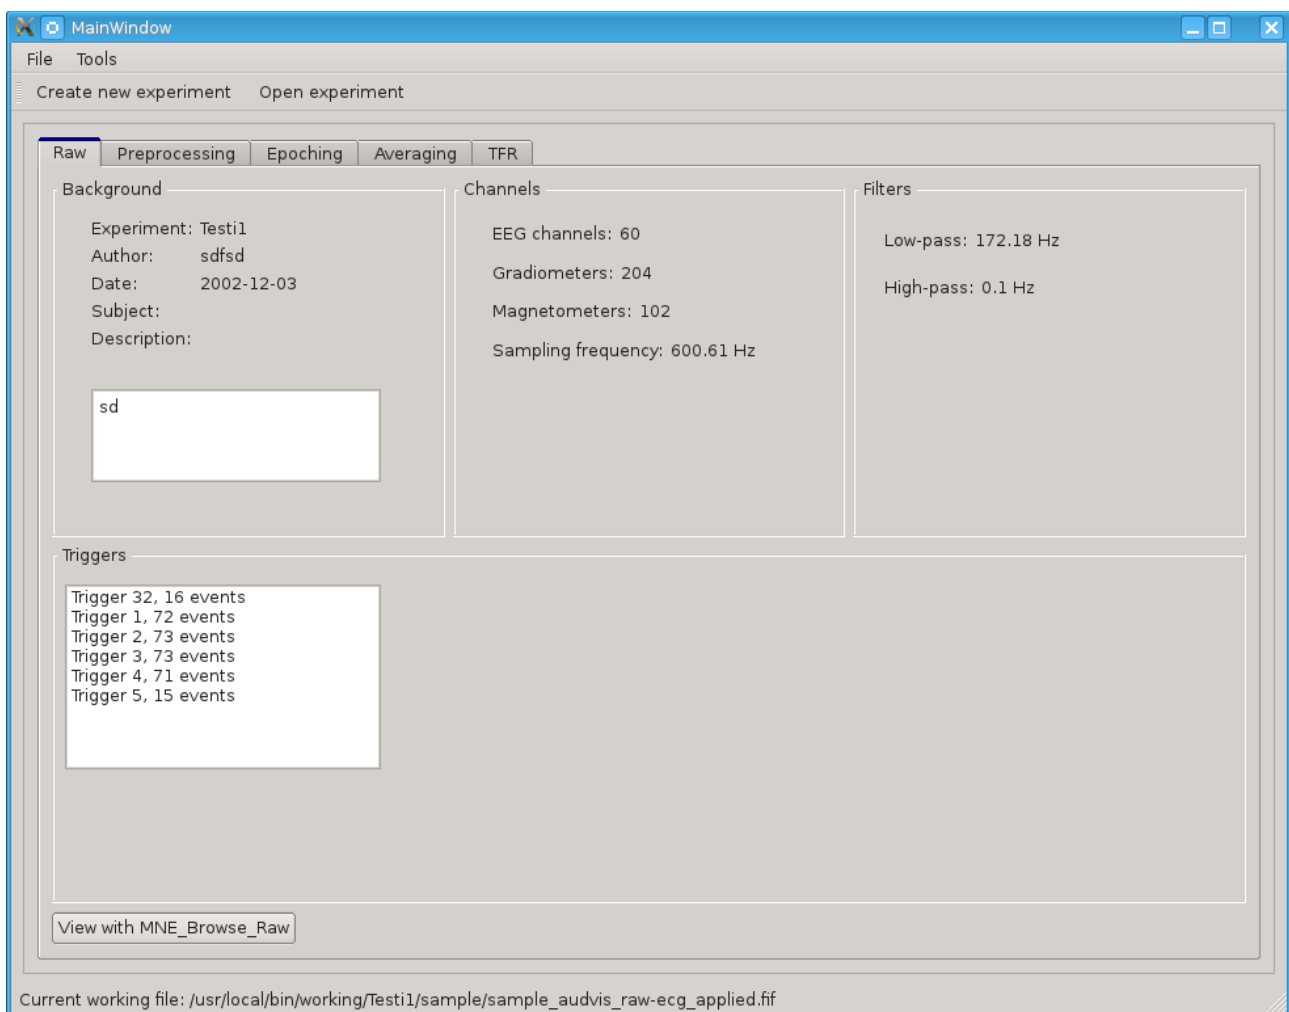 MainWindow
File Tools
Create new experiment Open experiment
Raw Preprocessing Epoching Averaging TFR
Background
Experiment: Testi1
Author: sdfsd
Date: 2002-12-03
Subject:
Description:
sd
Channels
EEG channels: 60
Gradiometers: 204
Magnetometers: 102
Sampling frequency: 600.61 Hz
Filters
Low-pass: 172.18 Hz
High-pass: 0.1 Hz
Triggers
Trigger 32, 16 events
Trigger 1, 72 events
Trigger 2, 73 events
Trigger 3, 73 events
Trigger 4, 71 events
Trigger 5, 15 events
View with MNE_Browse_Raw
Current working file: /usr/local/bin/working/Testi1/sample/sample_audvis_raw-ecg_applied.fif